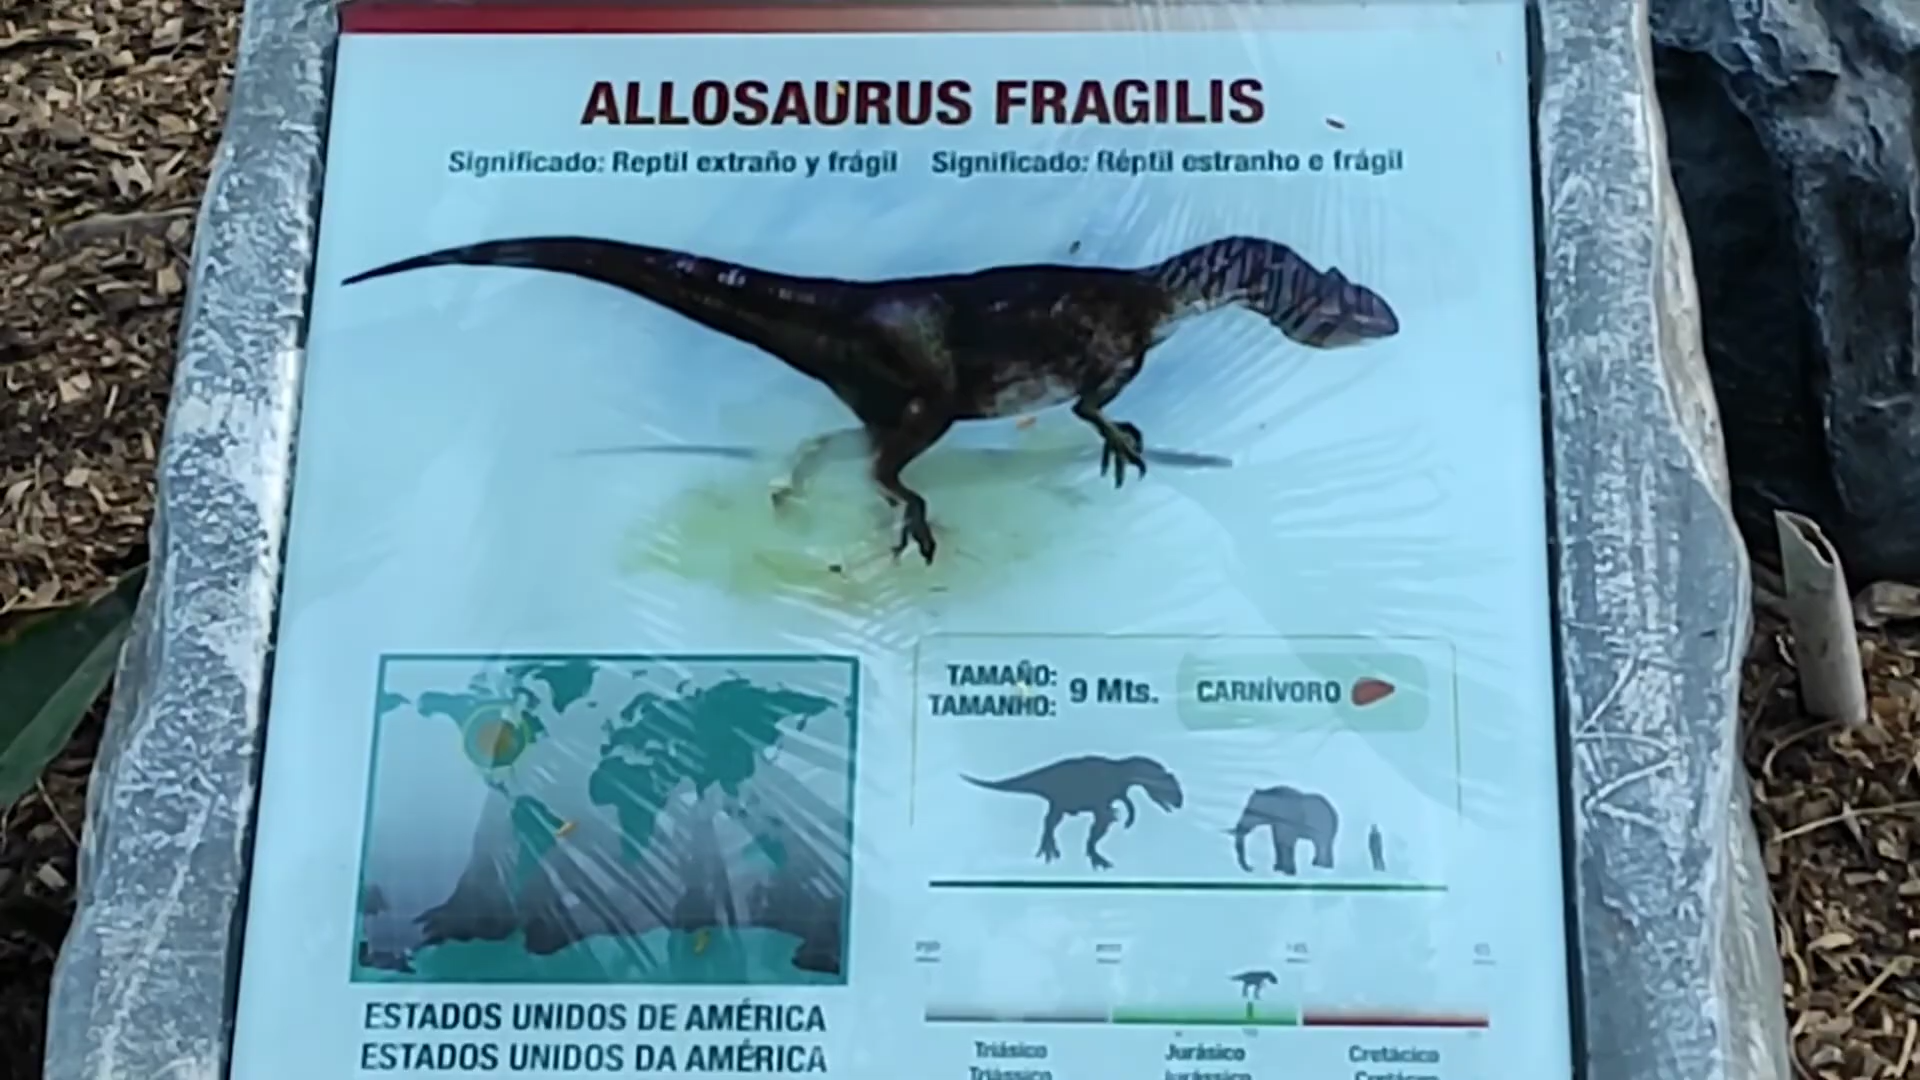 ALLOSAURUS FRAGILIS
Significado: Reptil extraño y frágil Significado: Réptil estranho e frágil
TAMAÑO:
TAMANHO:
9 Mts.
CARNÍVORO
ESTADOS UNIDOS DE AMÉRICA
ESTADOS UNIDOS DA AMÉRICA
Triásico Jurásico Cretácico